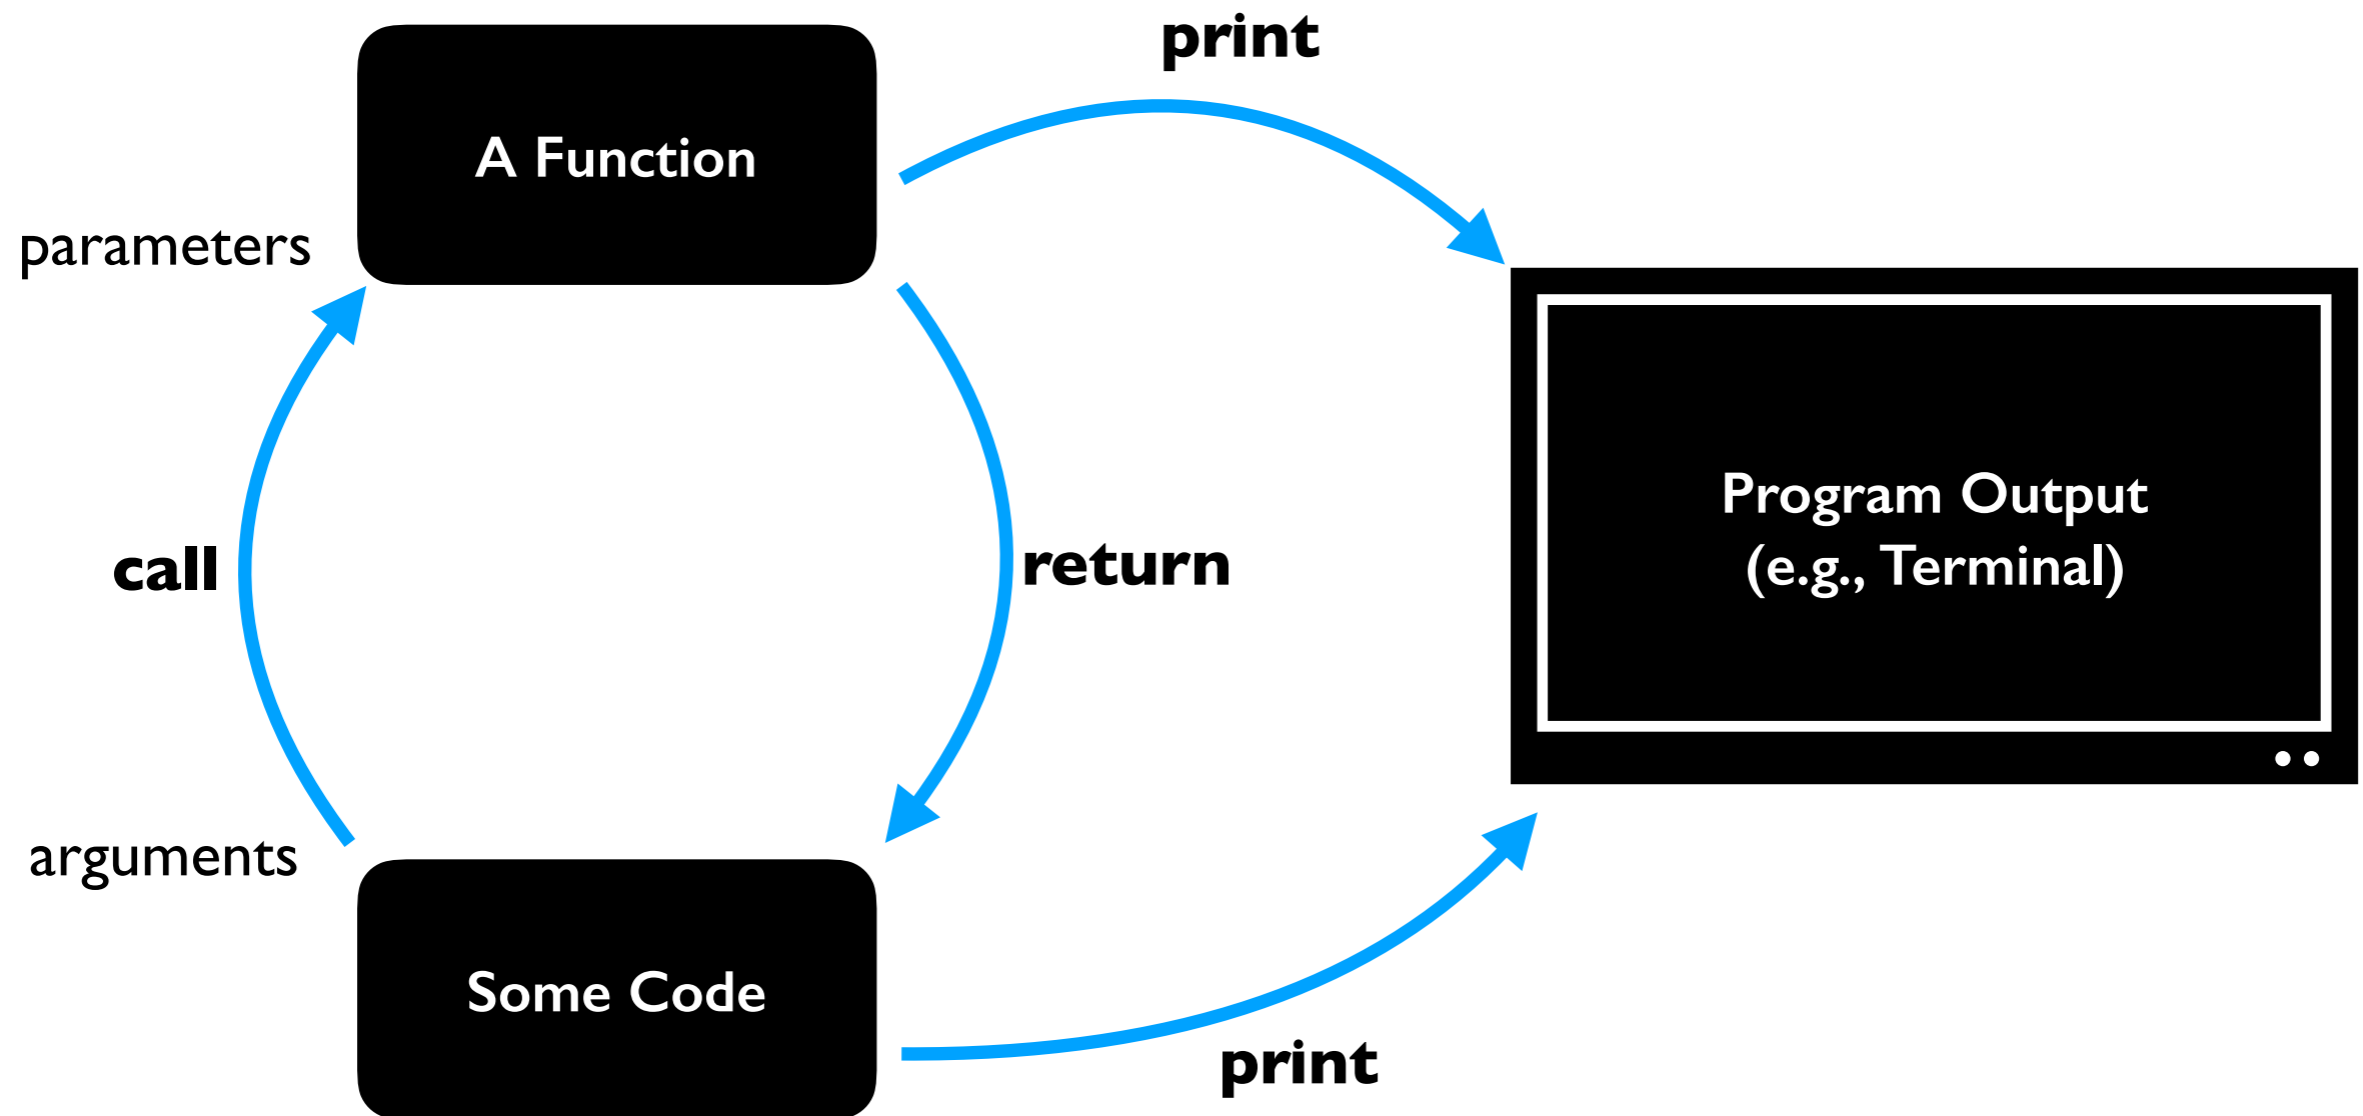 print
A Function
parameters
Program Output
(e.g., Terminal)
call
return
arguments
Some Code
print